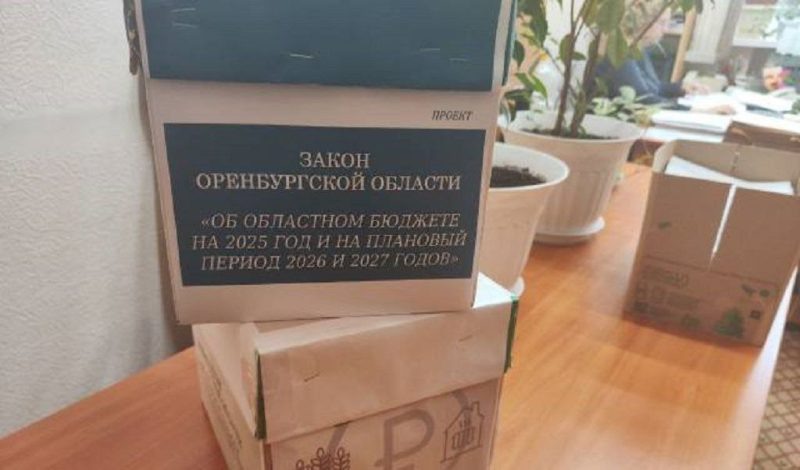 ПРОЕКТ
ЗАКОН
ОРЕНБУРГСКОЙ ОБЛАСТИ
«ОБ ОБЛАСТНОМ БЮДЖЕТЕ
НА 2025 ГОД И НА ПЛАНОВЫЙ
ПЕРИОД 2026 И 2027 ГОДОВ»
₽